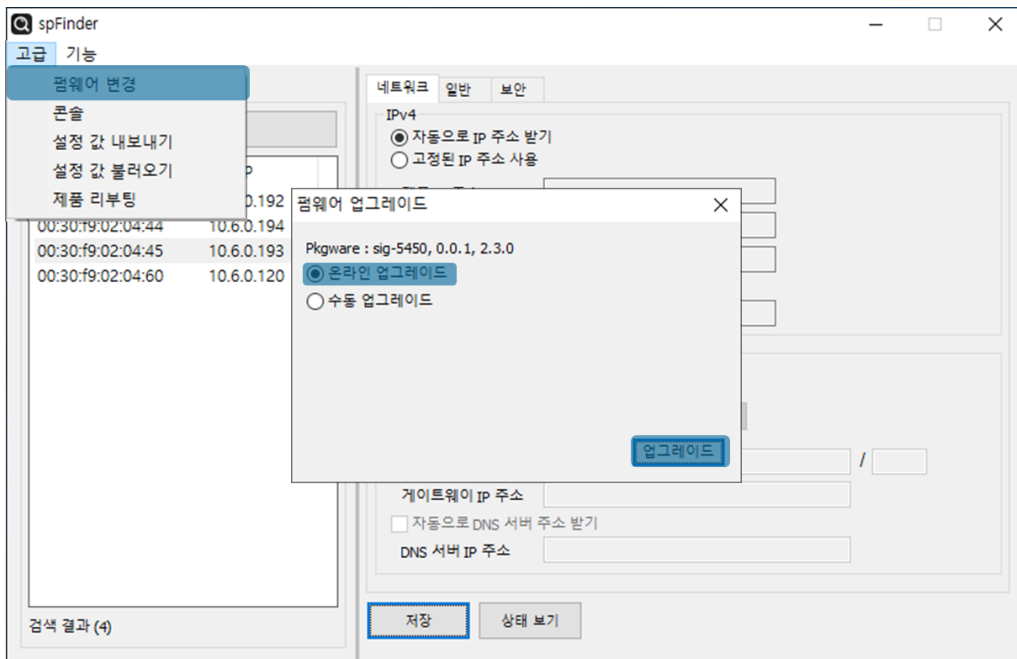 spFinder
고급 기능
펌웨어 변경
콘솔
설정 값 내보내기
설정 값 불러오기
제품 리부팅
0.192
00:30:f9:02:04:44 10.6.0.194
00:30:f9:02:04:45 10.6.0.193
00:30:f9:02:04:60 10.6.0.120
검색 결과 (4)
네트워크 일반 보안
IPv4
자동으로 IP 주소 받기
고정된 IP 주소 사용
펌웨어 업그레이드
Pkgware : sig-5450, 0.0.1, 2.3.0
온라인 업그레이드
수동 업그레이드
업그레이드
/
게이트웨이 IP 주소
자동으로 DNS 서버 주소 받기
DNS 서버 IP 주소
저장 상태 보기